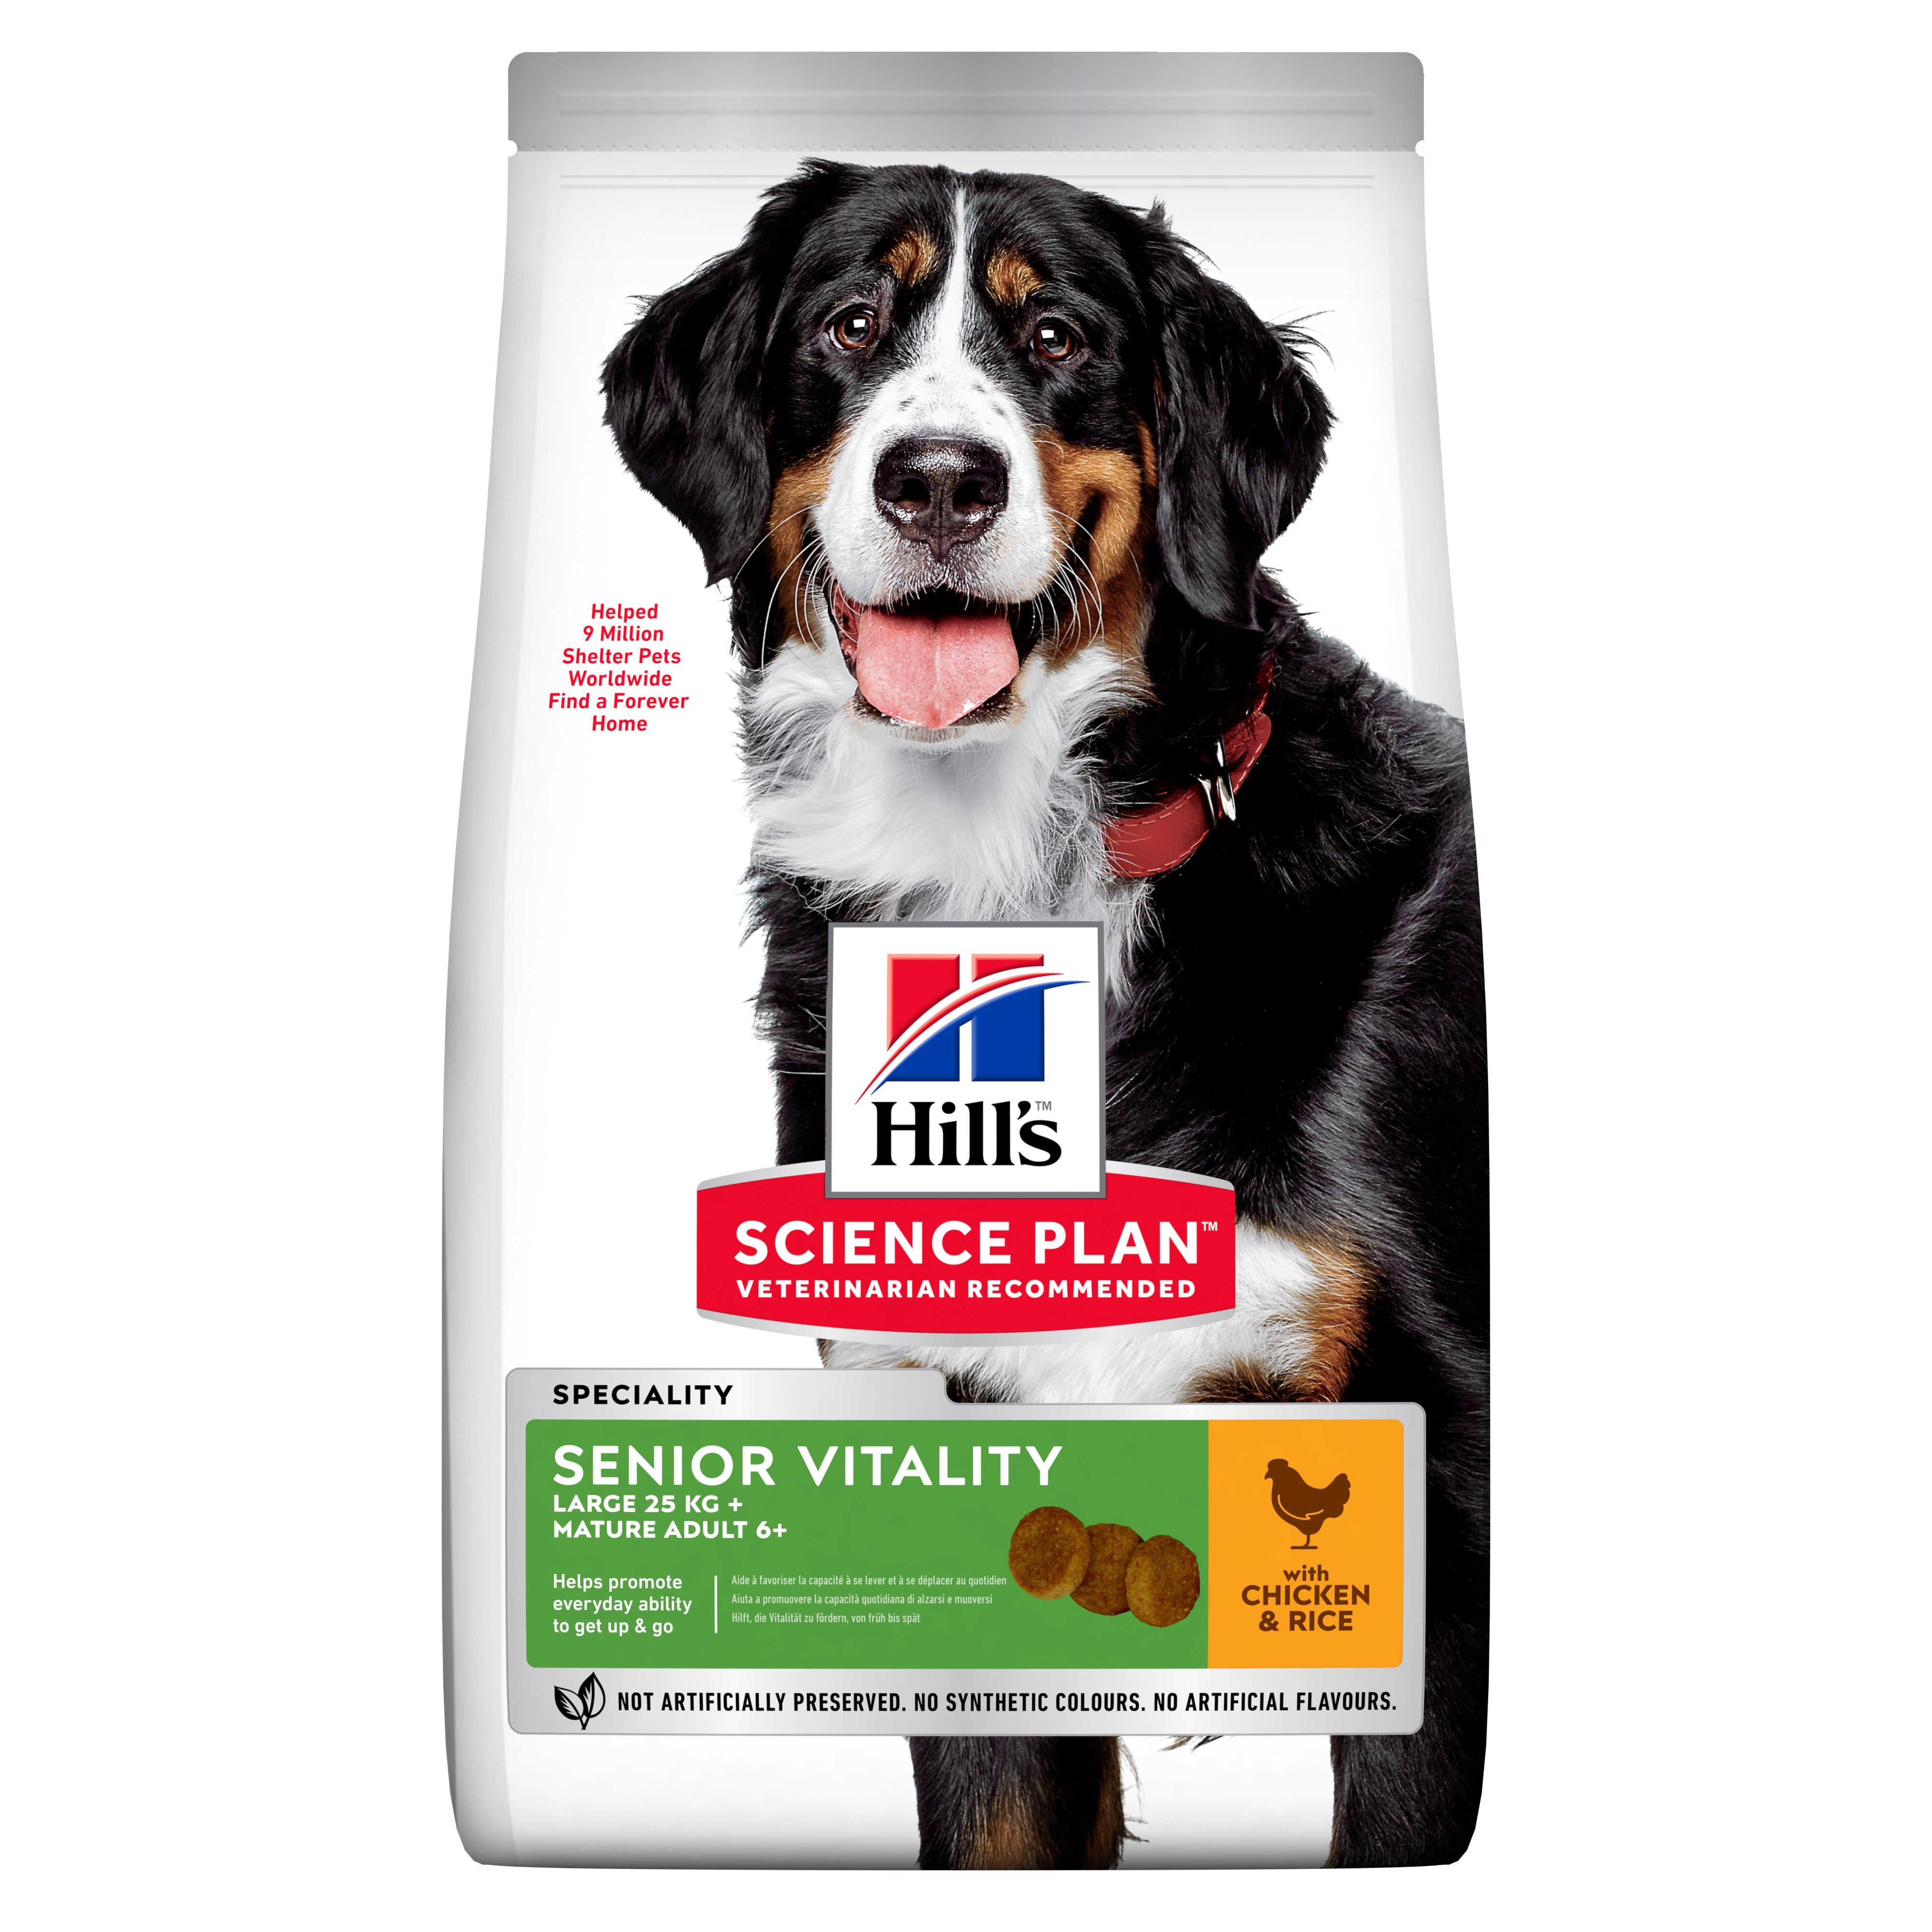 Helped
9 Million
Shelter Pets
Worldwide
Find a Forever
Home
Hill's™
SCIENCE PLAN™
VETERINARIAN RECOMMENDED
SPECIALITY
SENIOR VITALITY
LARGE 25 KG +
MATURE ADULT 6+
Helps promote
everyday ability
to get up & go
Aide à favoriser la capacité à se lever et à se déplacer au quotidien
Aiuta a promuovere la capacità quotidiana di alzarsi e muoversi
Hilft, die Vitalität zu fördern, von früh bis spät
with
CHICKEN
& RICE
NOT ARTIFICIALLY PRESERVED. NO SYNTHETIC COLOURS. NO ARTIFICIAL FLAVOURS.